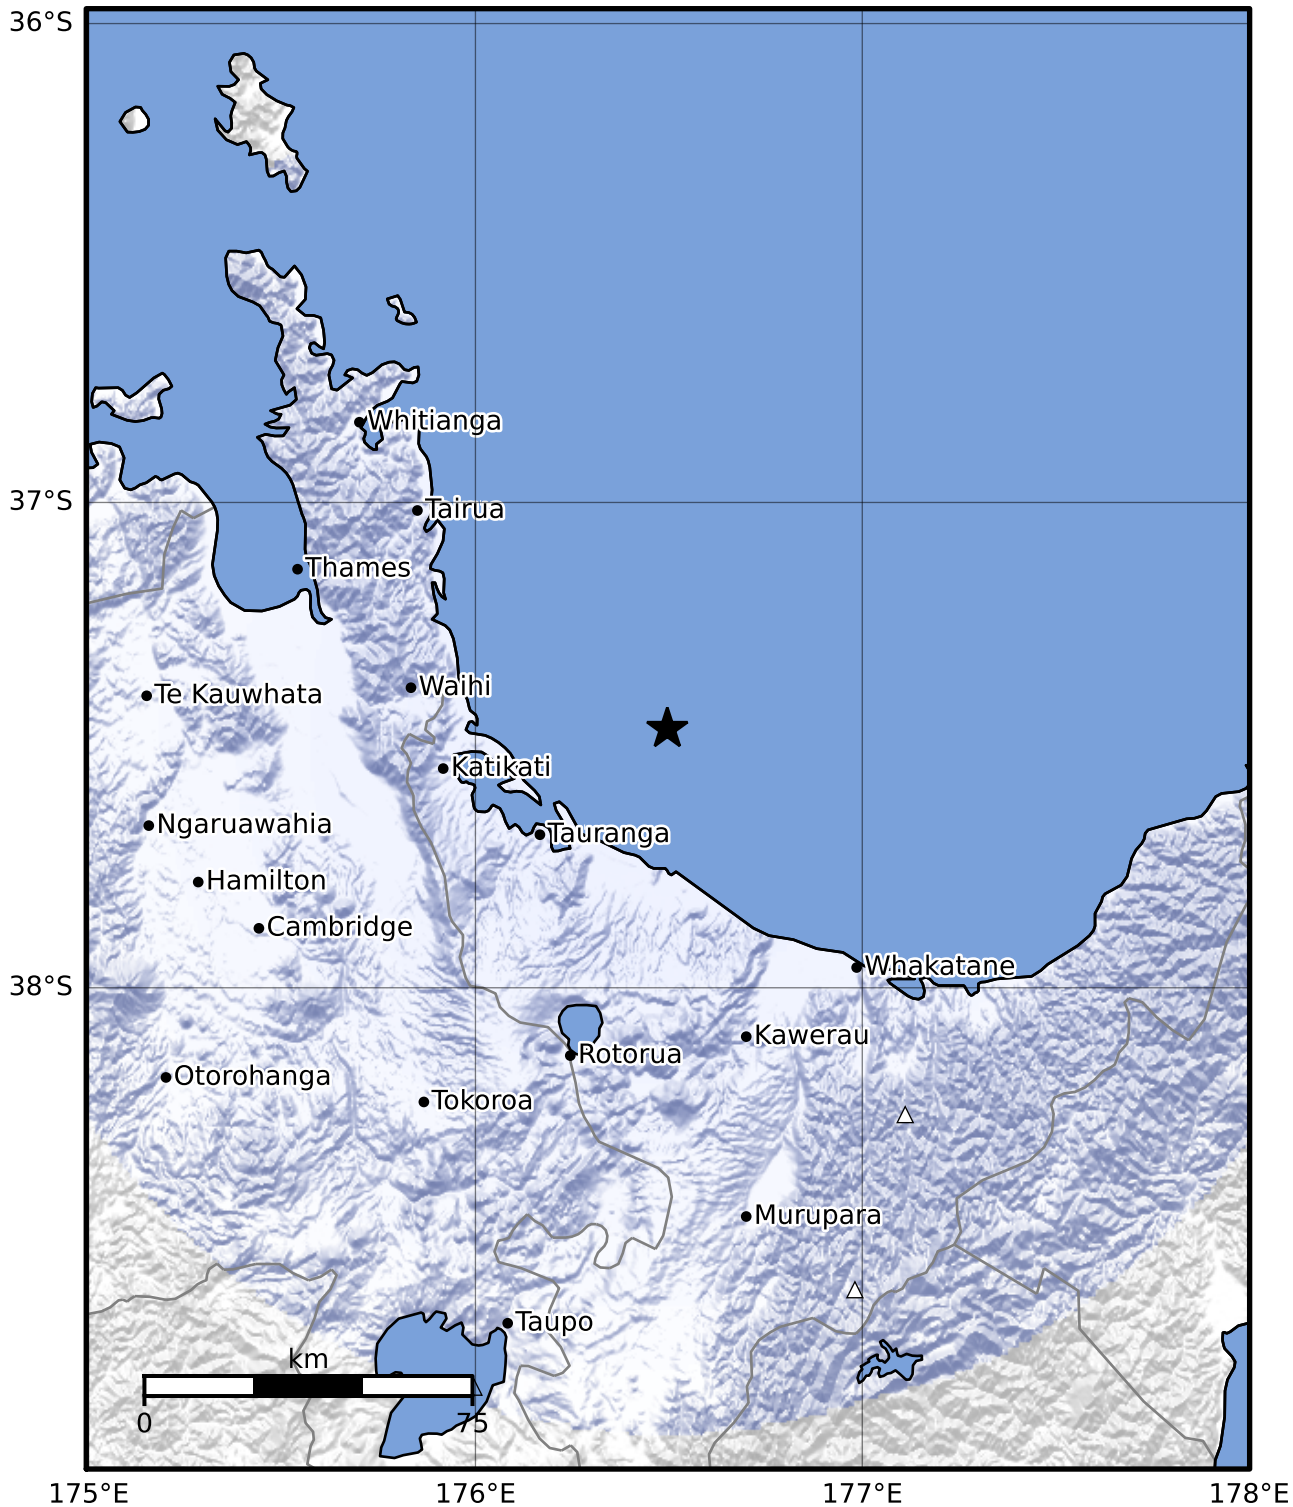 36°S
Whitianga
37°S
Tairua
Thames
Waihi
Te Kauwhata
Katikati
Ngaruawahia
Tauranga
Hamilton
Cambridge
Whakatane
38°S
Kawerau
Rotorua
Otorohanga
Tokoroa
Murupara
Taupo
km
0 75
175°E 176°E 177°E 178°E